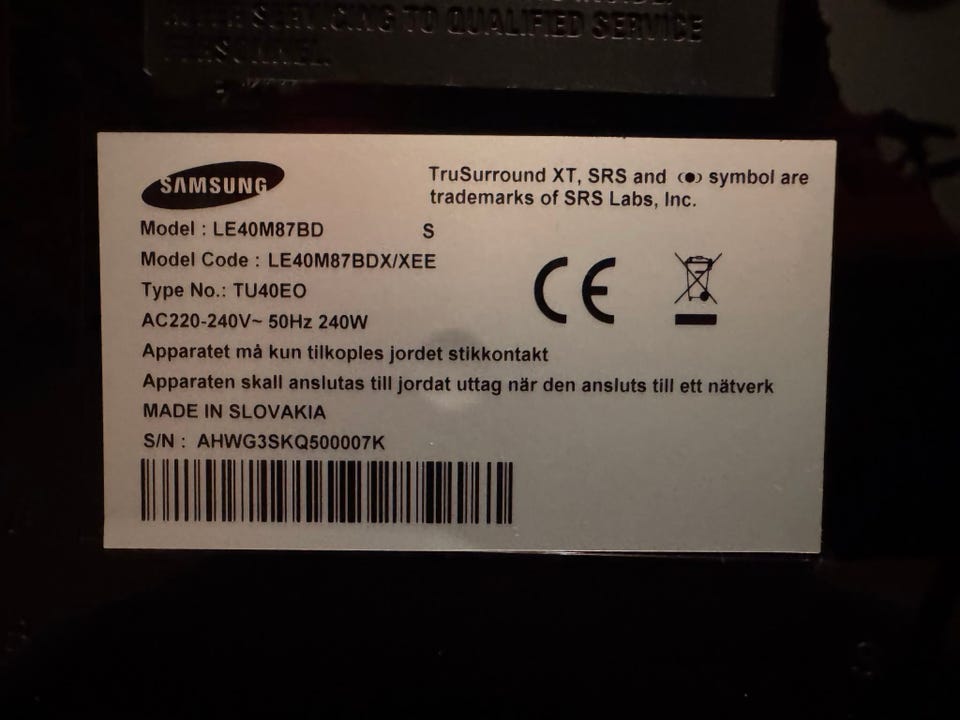 SERVICING TO QUALIFIED SERVICE
PERSONNEL.
SAMSUNG
TruSurround XT, SRS and (●) symbol are
trademarks of SRS Labs, Inc.
Model : LE40M87BD S
Model Code : LE40M87BDX/XEE
Type No.: TU40EO
AC220-240V~ 50Hz 240W
Apparatet må kun tilkoples jordet stikkontakt
Apparaten skall anslutas till jordat uttag när den ansluts till ett nätverk
MADE IN SLOVAKIA
S/N : AHWG3SKQ500007K